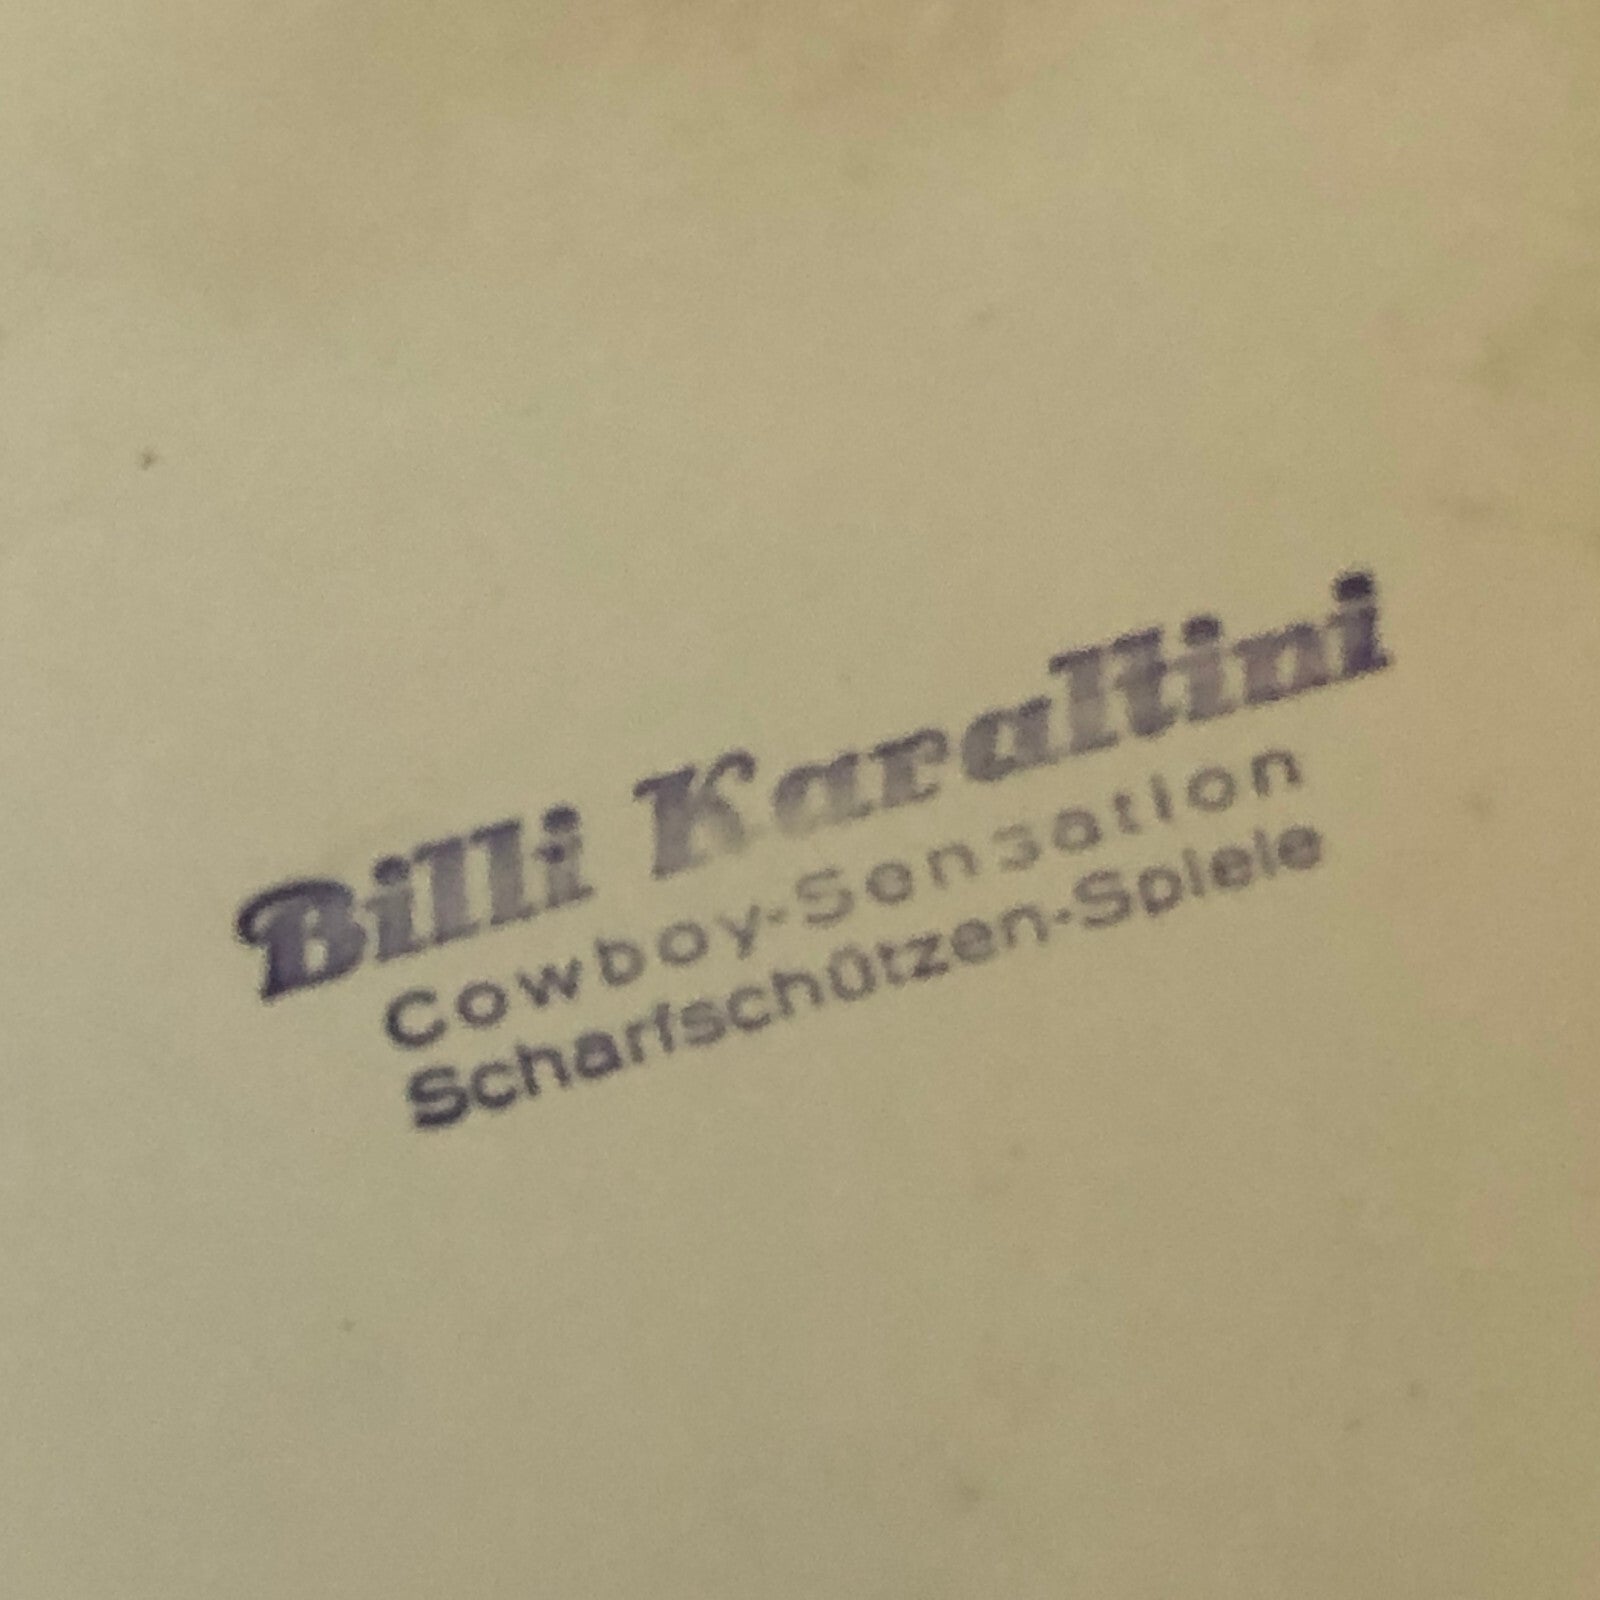 Billi Karaltini
Cowboy-Sensation
Scharfschützen-Spiele